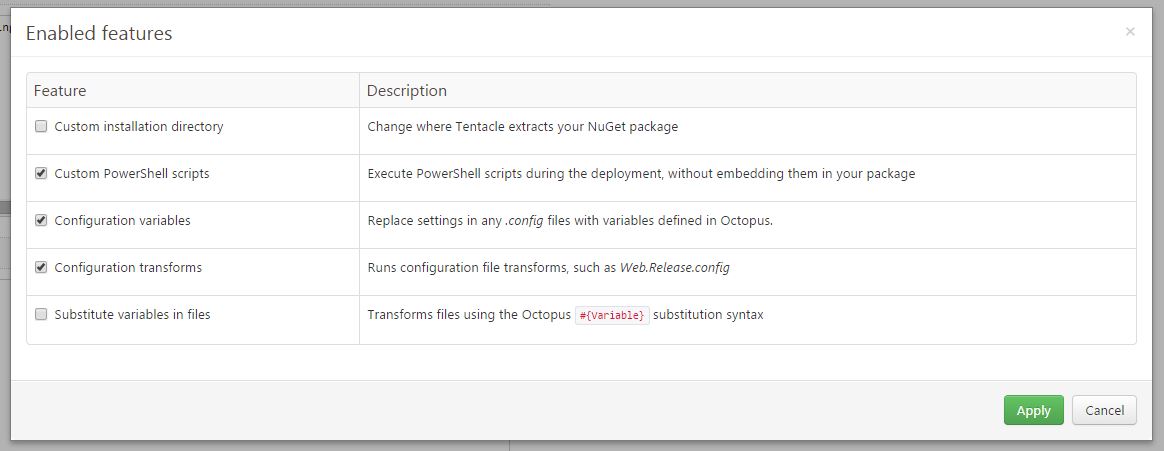 Enabled features
×
Feature Description
Custom installation directory Change where Tentacle extracts your NuGet package
Custom PowerShell scripts Execute PowerShell scripts during the deployment, without embedding them in your package
Configuration variables Replace settings in any .config files with variables defined in Octopus.
Configuration transforms Runs configuration file transforms, such as Web.Release.config
Substitute variables in files Transforms files using the Octopus #{Variable} substitution syntax
Apply Cancel